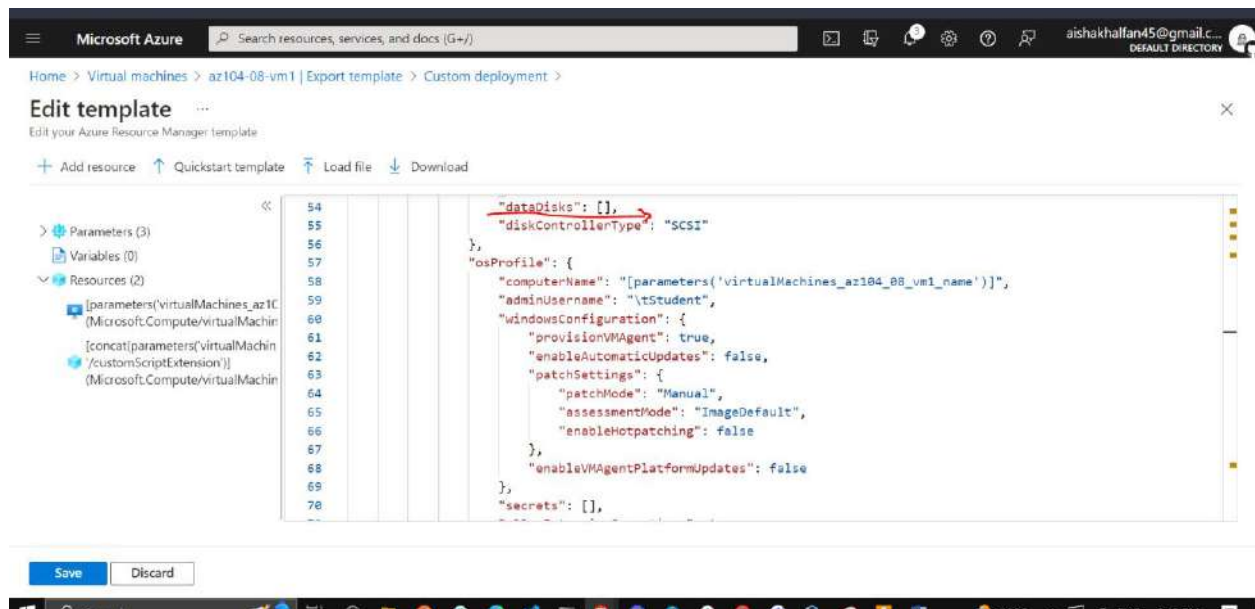 Microsoft Azure
Search resources, services, and docs (G+/)
3
aishakhalfan45@gmail.c...
DEFAULT DIRECTORY
Home > Virtual machines > az104-08-vm1 | Export template > Custom deployment >
Edit template ...
Edit your Azure Resource Manager template
+ Add resource ↑ Quickstart template Load file ↓ Download
Parameters (3)
Variables (0)
Resources (2)
[parameters('virtualMachines_az10
(Microsoft.Compute/virtualMachin
[concat(parameters('virtualMachin
'/customScriptExtension')]
(Microsoft.Compute/virtualMachin
54 "dataDisks": [],
55 "diskControllerType": "SCSI"
56 },
57 "osProfile": {
58 "computerName": "[parameters('virtualMachines_az104_08_vm1_name')]",
59 "adminUsername": "\tStudent",
60 "windowsConfiguration": {
61 "provisionVMAgent": true,
62 "enableAutomaticUpdates": false,
63 "patchSettings": {
64 "patchMode": "Manual",
65 "assessmentMode": "ImageDefault",
66 "enableHotpatching": false
67 },
68 "enableVMAgentPlatformUpdates": false
69 },
70 "secrets": [],
Save Discard